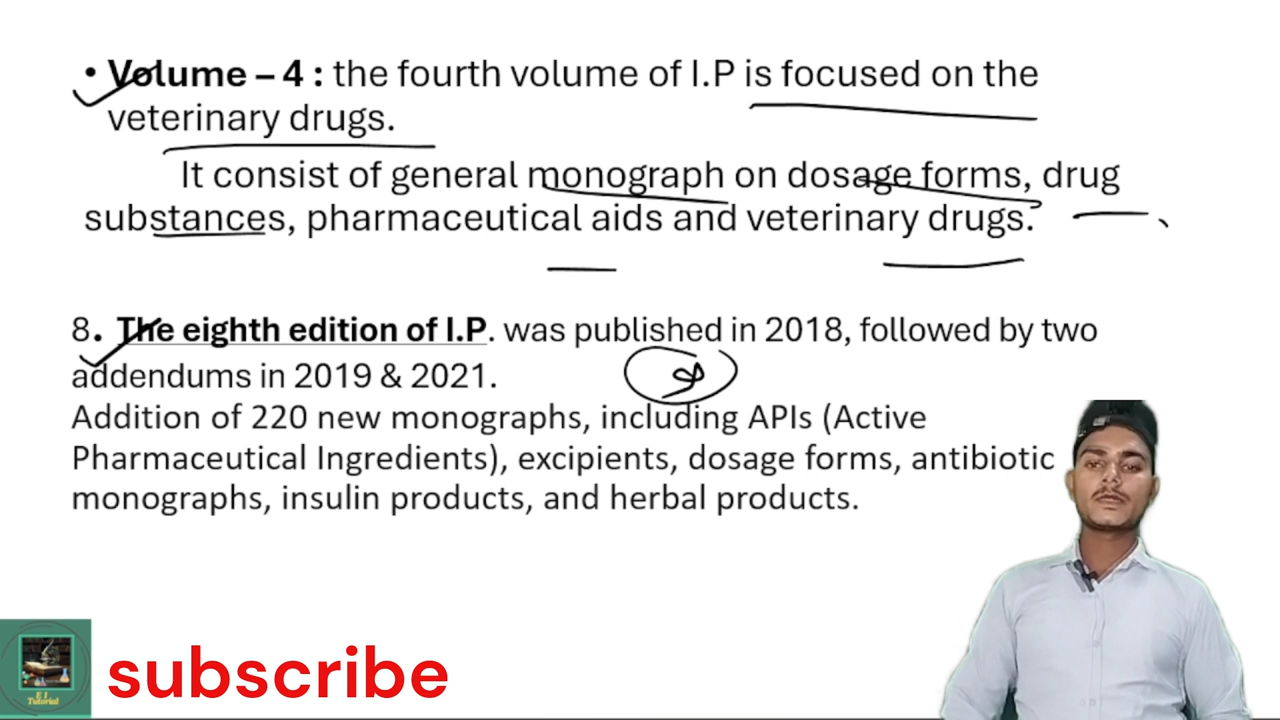 • Volume – 4 : the fourth volume of I.P is focused on the
veterinary drugs.
It consist of general monograph on dosage forms, drug
substances, pharmaceutical aids and veterinary drugs.
8. The eighth edition of I.P. was published in 2018, followed by two
addendums in 2019 & 2021.
Addition of 220 new monographs, including APIs (Active
Pharmaceutical Ingredients), excipients, dosage forms, antibiotic
monographs, insulin products, and herbal products.
subscribe
Tutorial